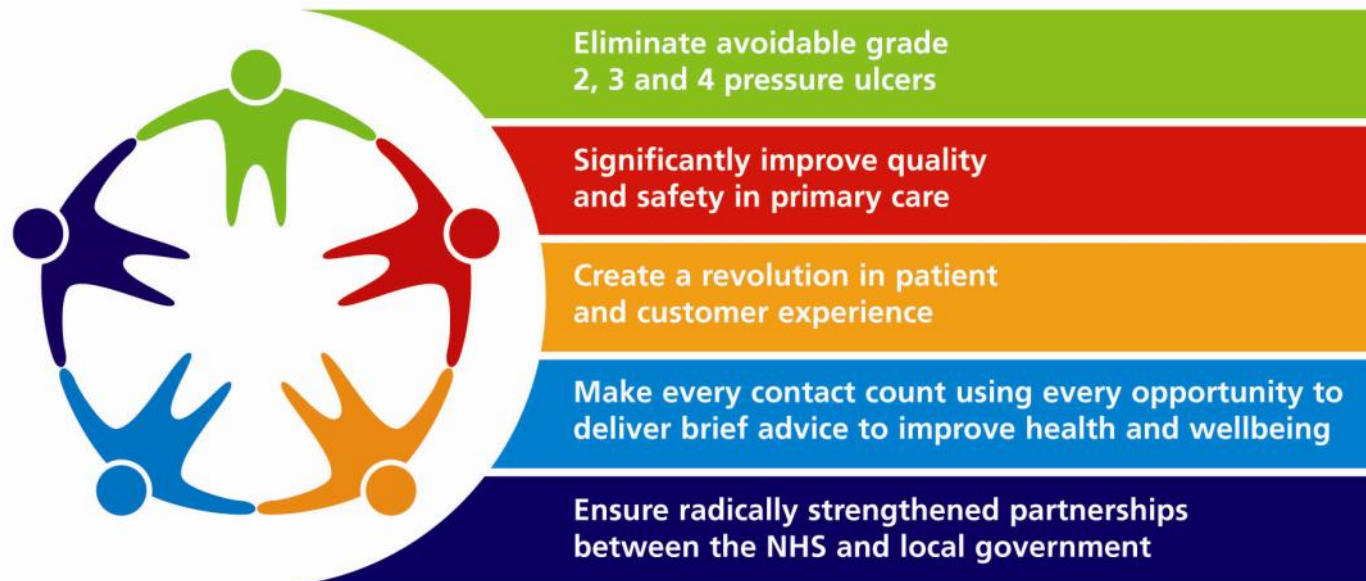 Eliminate avoidable grade
2, 3 and 4 pressure ulcers
Significantly improve quality
and safety in primary care
Create a revolution in patient
and customer experience
Make every contact count using every opportunity to
deliver brief advice to improve health and wellbeing
Ensure radically strengthened partnerships
between the NHS and local government